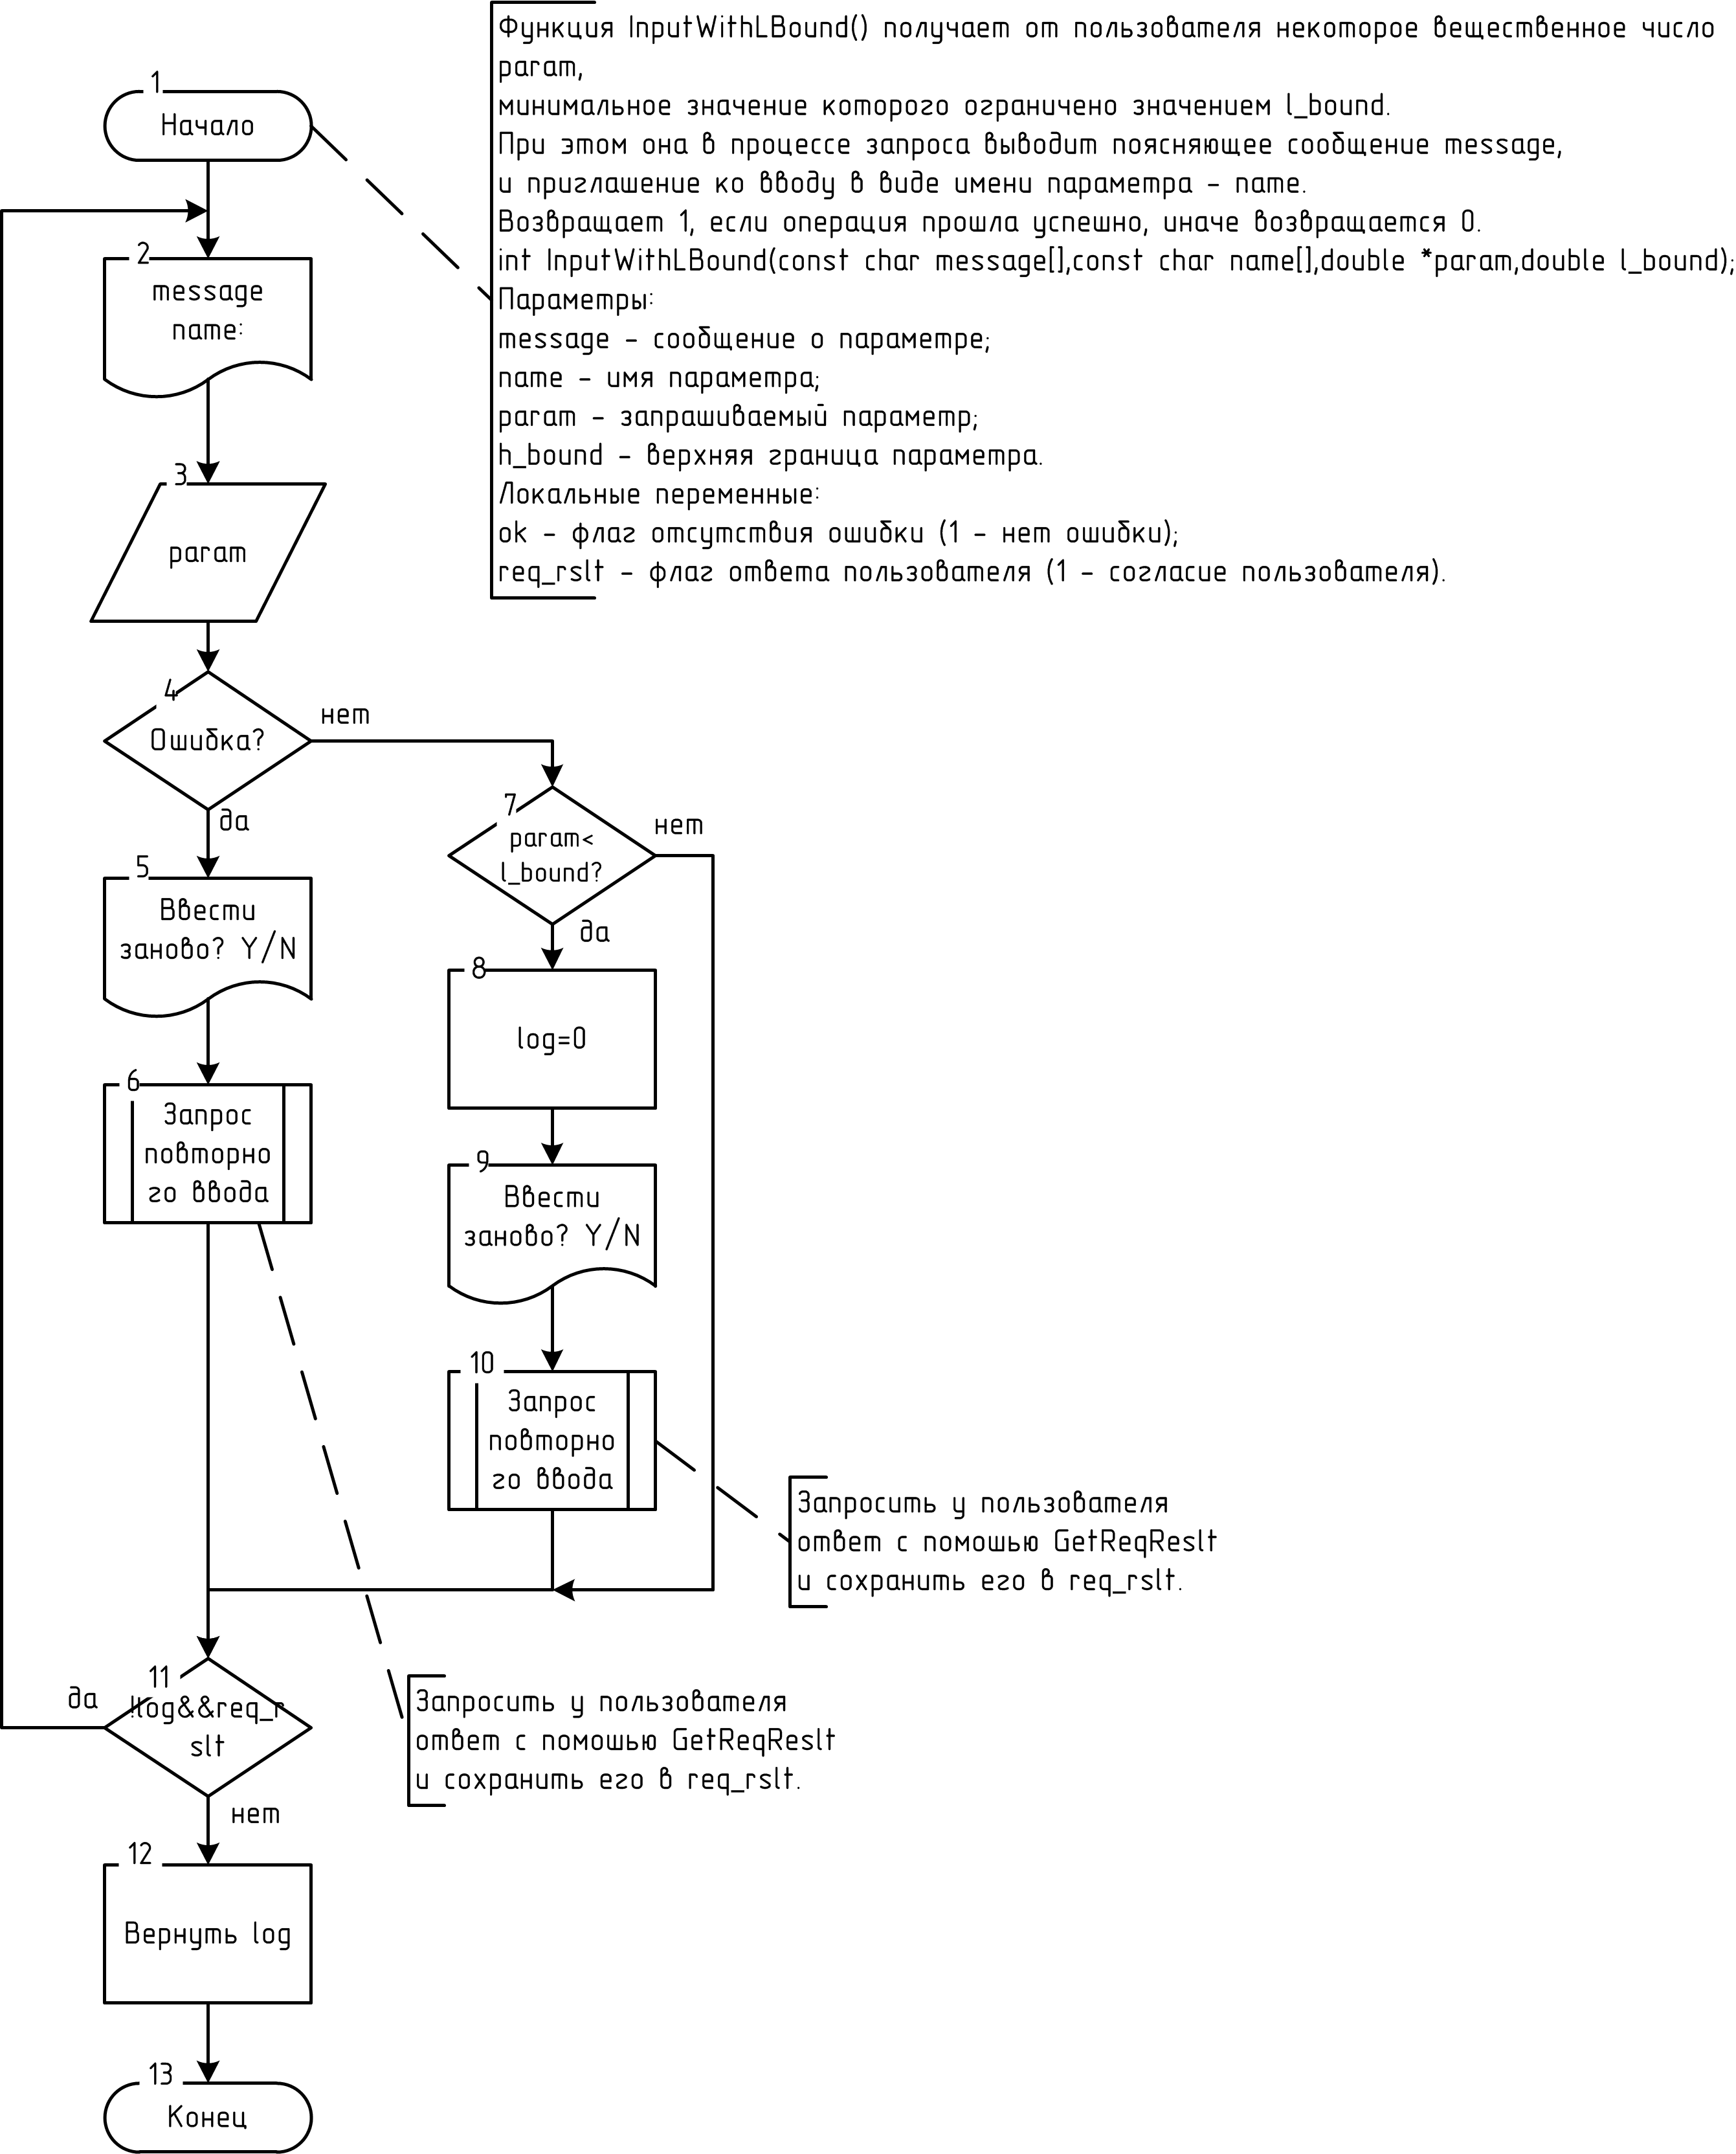 Функция InputWithLBound() получает от пользователя некоторое вещественное число
param,
минимальное значение которого ограничено значением l_bound.
При этом она в процессе запроса выводит поясняющее сообщение message,
и приглашение ко вводу в виде имени параметра - name.
Возвращает 1, если операция прошла успешно, иначе возвращается 0.
int InputWithLBound(const char message[],const char name[],double *param,double l_bound);
Параметры:
message - сообщение о параметре;
name - имя параметра;
param - запрашиваемый параметр;
h_bound - верхняя граница параметра.
Локальные переменные:
ok - флаг отсутствия ошибки (1 - нет ошибки);
req_rslt - флаг ответа пользователя (1 - согласие пользователя).
1
Начало
2
message
name:
3
param
4
Ошибка?
нет
да
5
Ввести
заново? Y/N
6
Запрос
повторно
го ввода
7
param<
l_bound?
нет
да
8
log=0
9
Ввести
заново? Y/N
10
Запрос
повторно
го ввода
Запросить у пользователя
ответ с помошью GetReqReslt
и сохранить его в req_rslt.
Запросить у пользователя
ответ с помошью GetReqReslt
и сохранить его в req_rslt.
11
да
!log&&req_r
slt
нет
12
Вернуть log
13
Конец